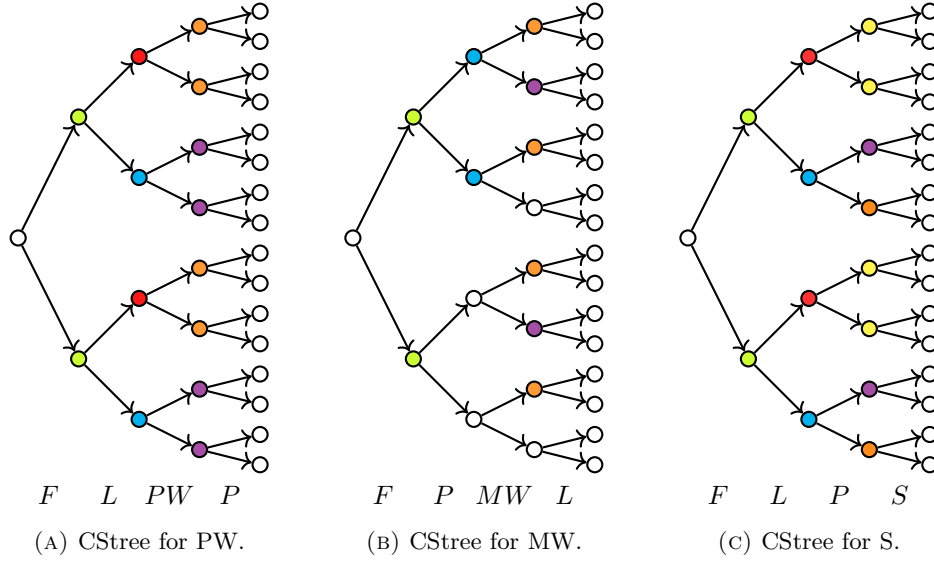 F L PW P F P MW L F L P S
(A) CStree for PW. (B) CStree for MW. (C) CStree for S.